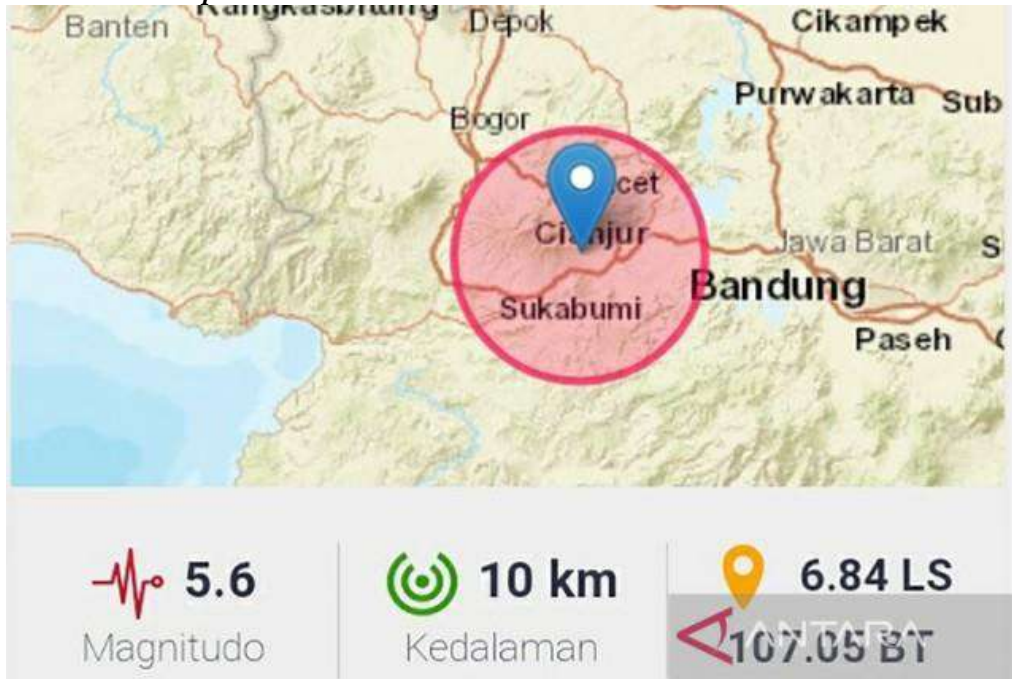 Rangkasbitung
Banten
Depok
Cikampek
Purwakarta
Sub
Bogor
cet
Cianjur
Jawa Barat
S
Bandung
Sukabumi
Paseh
5.6
10 km
6.84 LS
Magnitudo
Kedalaman
107.05 BT
ANTARA